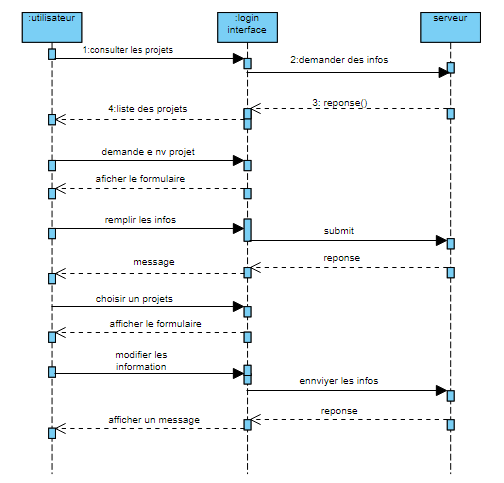 :utilisateur
:login
interface
serveur
1:consulter les projets
2:demander des infos
3: reponse()
4:liste des projets
demande e nv projet
aficher le formulaire
remplir les infos
submit
reponse
message
choisir un projets
afficher le formulaire
modifier les
information
ennviyer les infos
reponse
afficher un message